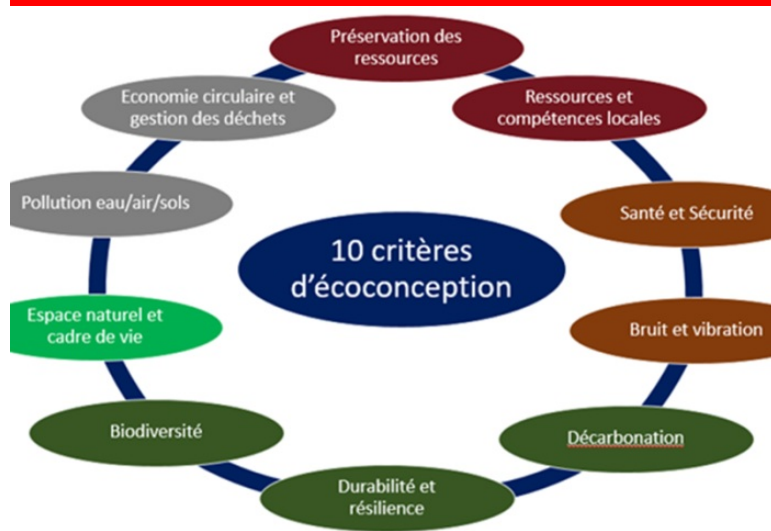 Préservation des
ressources
Ressources et
compétences locales
Santé et Sécurité
Bruit et vibration
Décarbonation
Durabilité et
résilience
Biodiversité
Espace naturel et
cadre de vie
Pollution eau/air/sols
Economie circulaire et
gestion des déchets
10 critères
d'écoconception